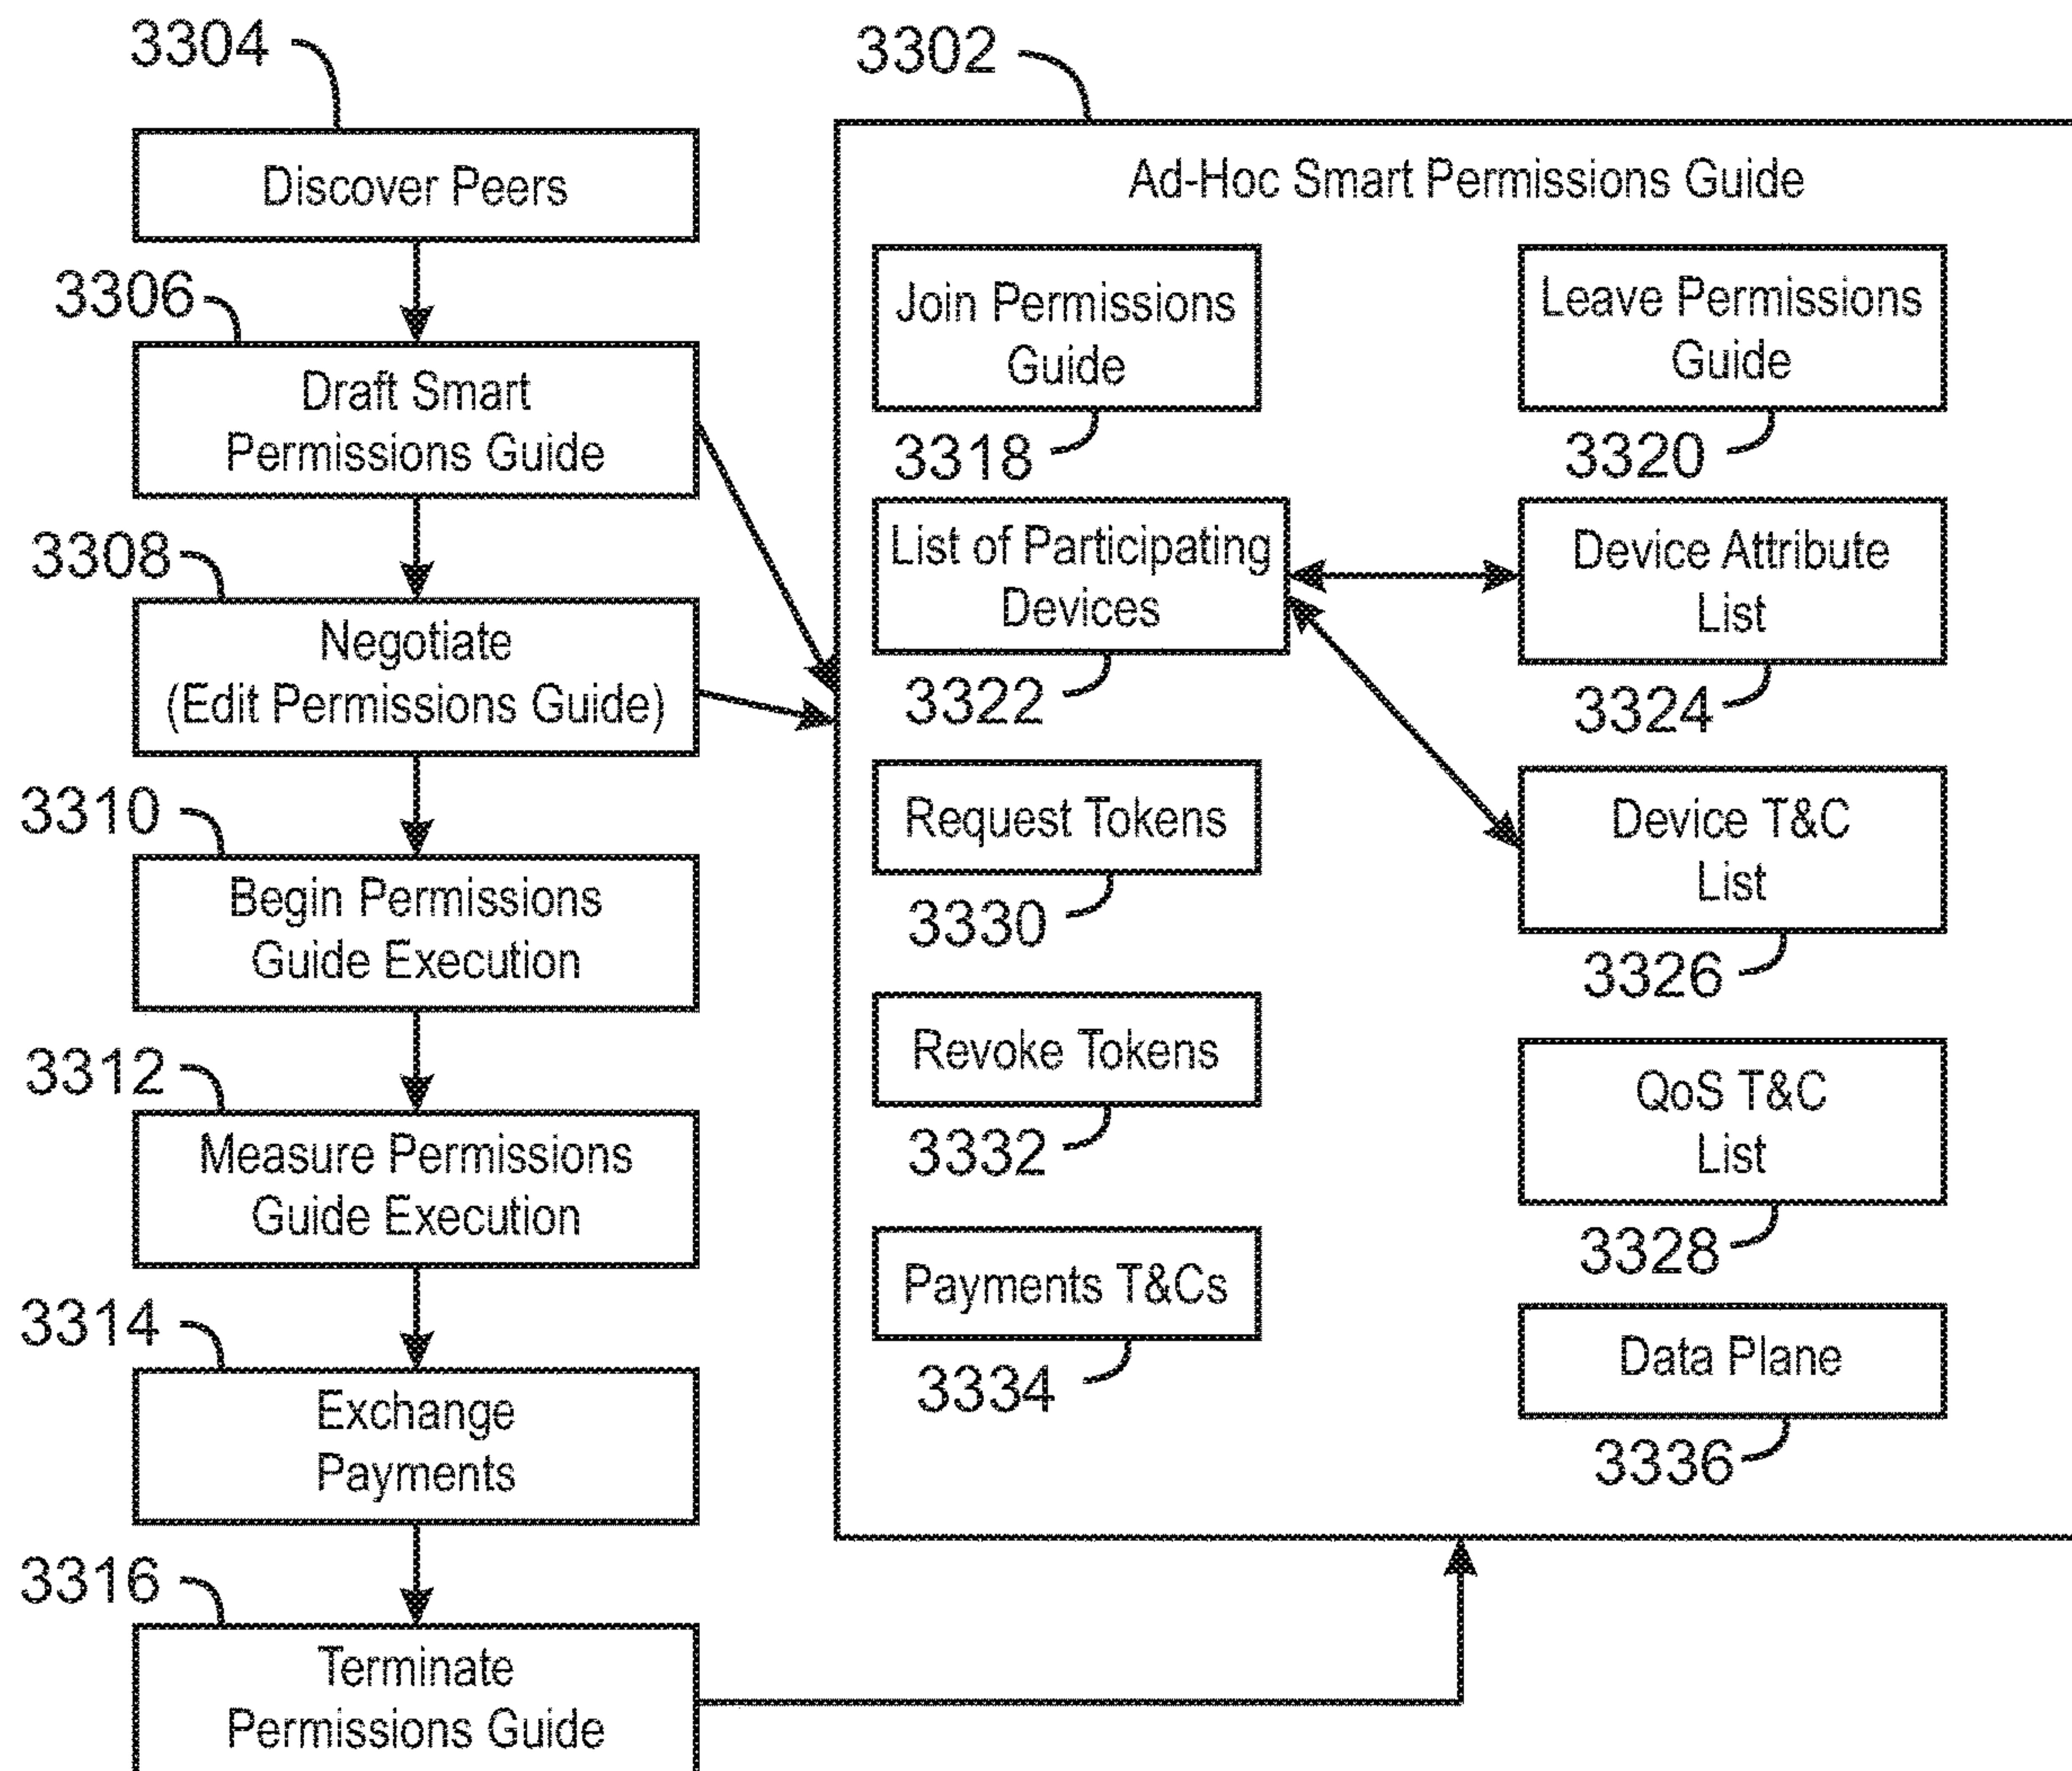 3304
Discover Peers
3306
Draft Smart
Permissions Guide
3308
Negotiate
(Edit Permissions Guide)
3310
Begin Permissions
Guide Execution
3312
Measure Permissions
Guide Execution
3314
Exchange
Payments
3316
Terminate
Permissions Guide
3302
Ad-Hoc Smart Permissions Guide
Join Permissions
Guide
3318
Leave Permissions
Guide
3320
List of Participating
Devices
3322
Device Attribute
List
3324
Request Tokens
3330
Device T&C
List
3326
Revoke Tokens
3332
QoS T&C
List
3328
Payments T&Cs
3334
Data Plane
3336